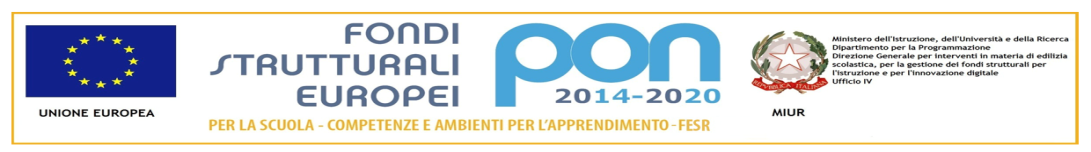 UNIONE EUROPEA
FONDI
STRUTTURALI
EUROPEI
pon
2014-2020
PER LA SCUOLA - COMPETENZE E AMBIENTI PER L'APPRENDIMENTO - FESR
REPVBBLICA ITALIANA
MIUR
Ministero dell'Istruzione, dell'Università e della Ricerca
Dipartimento per la Programmazione
Direzione Generale per interventi in materia di edilizia
scolastica, per la gestione dei fondi strutturali per
l'istruzione e per l'innovazione digitale
Ufficio IV